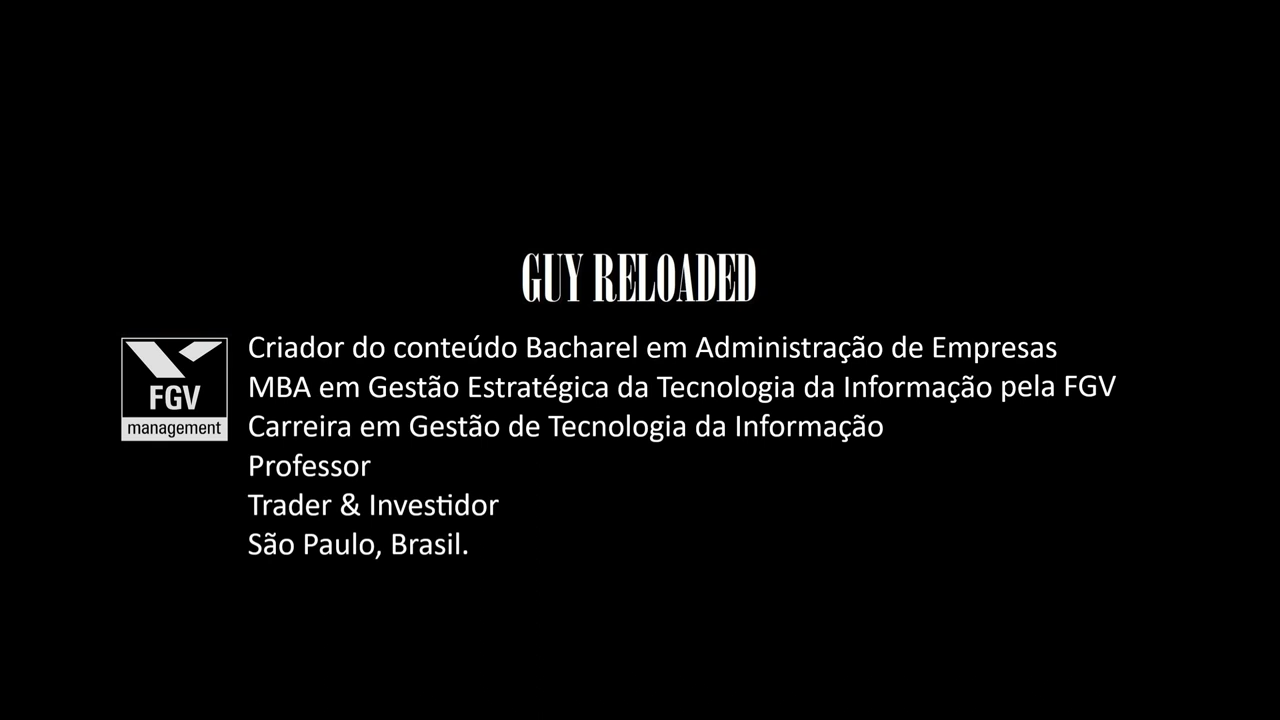 GUY RELOADED
Criador do conteúdo Bacharel em Administração de Empresas
MBA em Gestão Estratégica da Tecnologia da Informação pela FGV
Carreira em Gestão de Tecnologia da Informação
Professor
Trader & Investidor
São Paulo, Brasil.
FGV
management